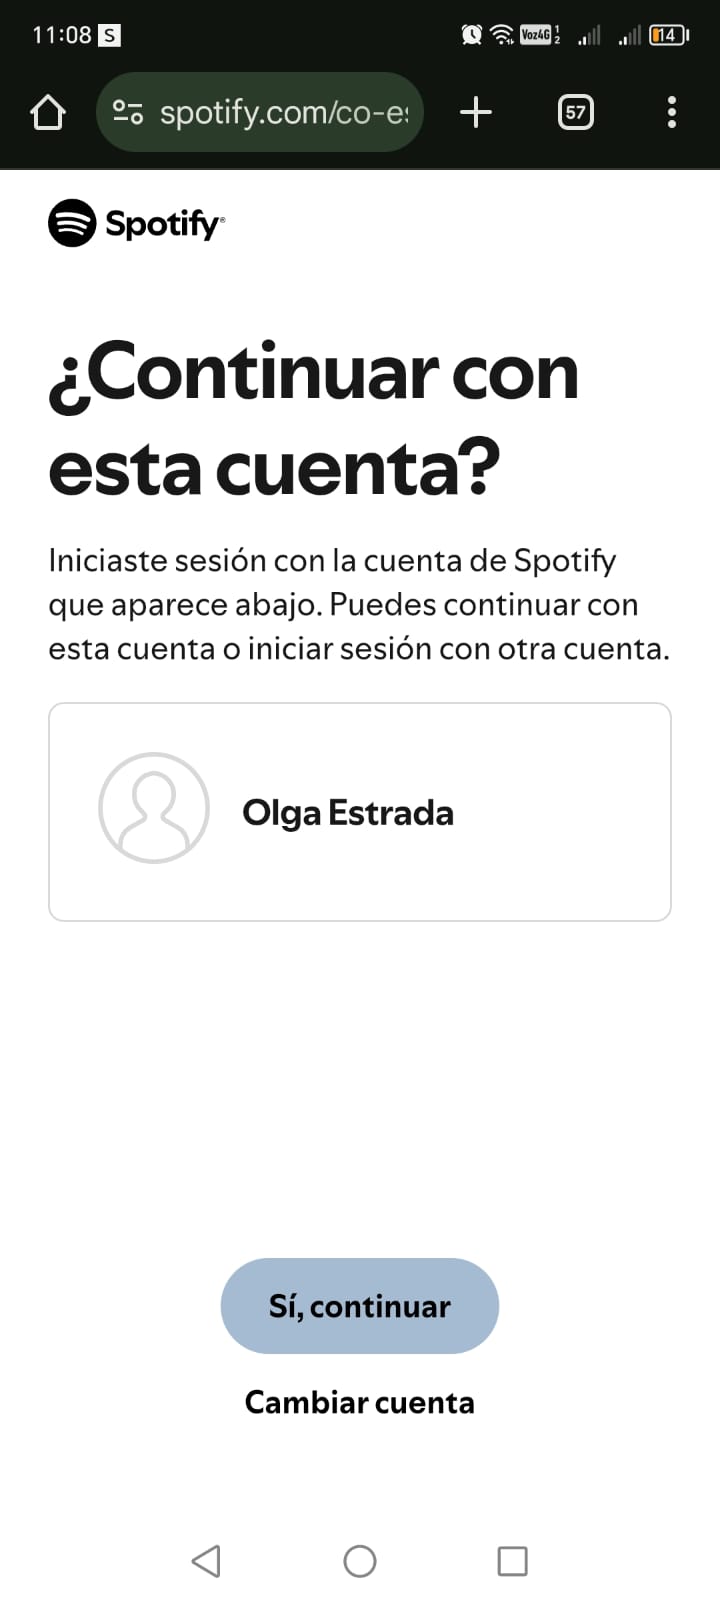 11:08 S Voz4G 1 2 14
spotify.com/co-es 57
Spotify®
¿Continuar con
esta cuenta?
Iniciaste sesión con la cuenta de Spotify
que aparece abajo. Puedes continuar con
esta cuenta o iniciar sesión con otra cuenta.
Olga Estrada
Sí, continuar
Cambiar cuenta